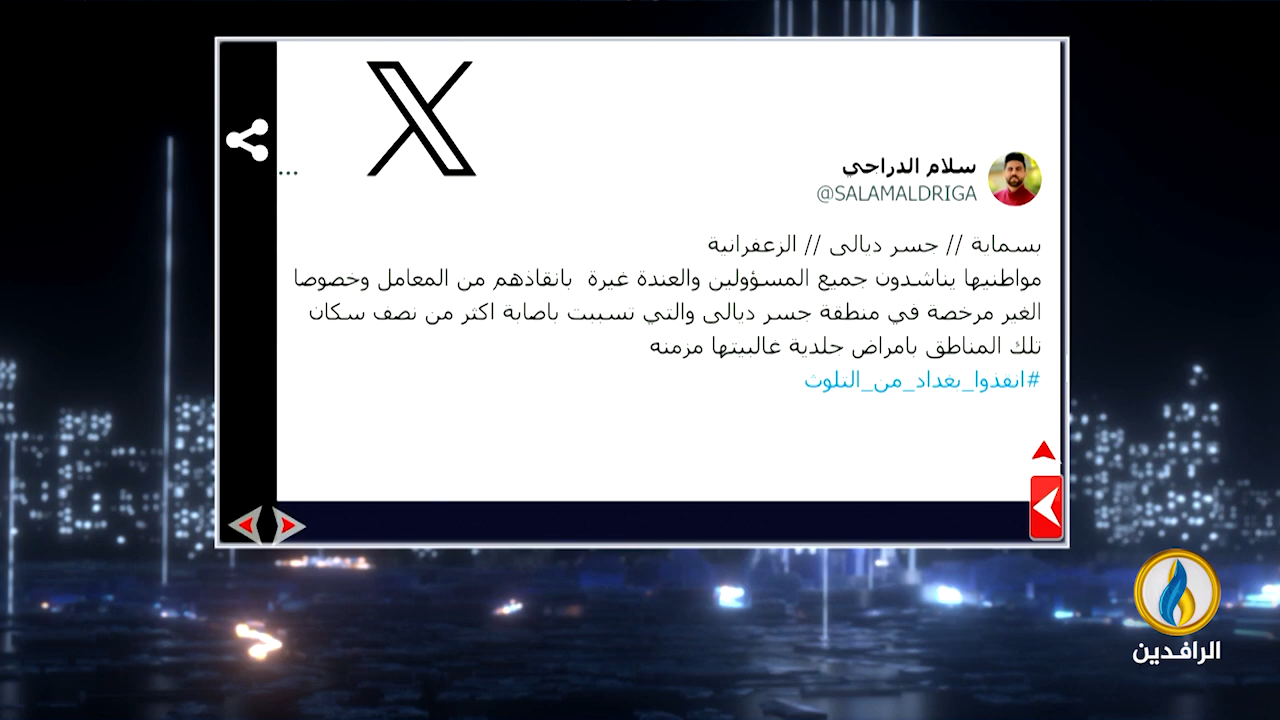 سلام الدراجي
@SALAMALDRIGA
...
بسماية // جسر ديالى // الزعفرانية
مواطنيها يناشدون جميع المسؤولين والعندة غيرة بانقاذهم من المعامل وخصوصا
الغير مرخصة في منطقة جسر ديالى والتي تسببت باصابة اكثر من نصف سكان
تلك المناطق بامراض جلدية غالبيتها مزمنه
#انقذوا_بغداد_من_التلوث
الرافدين